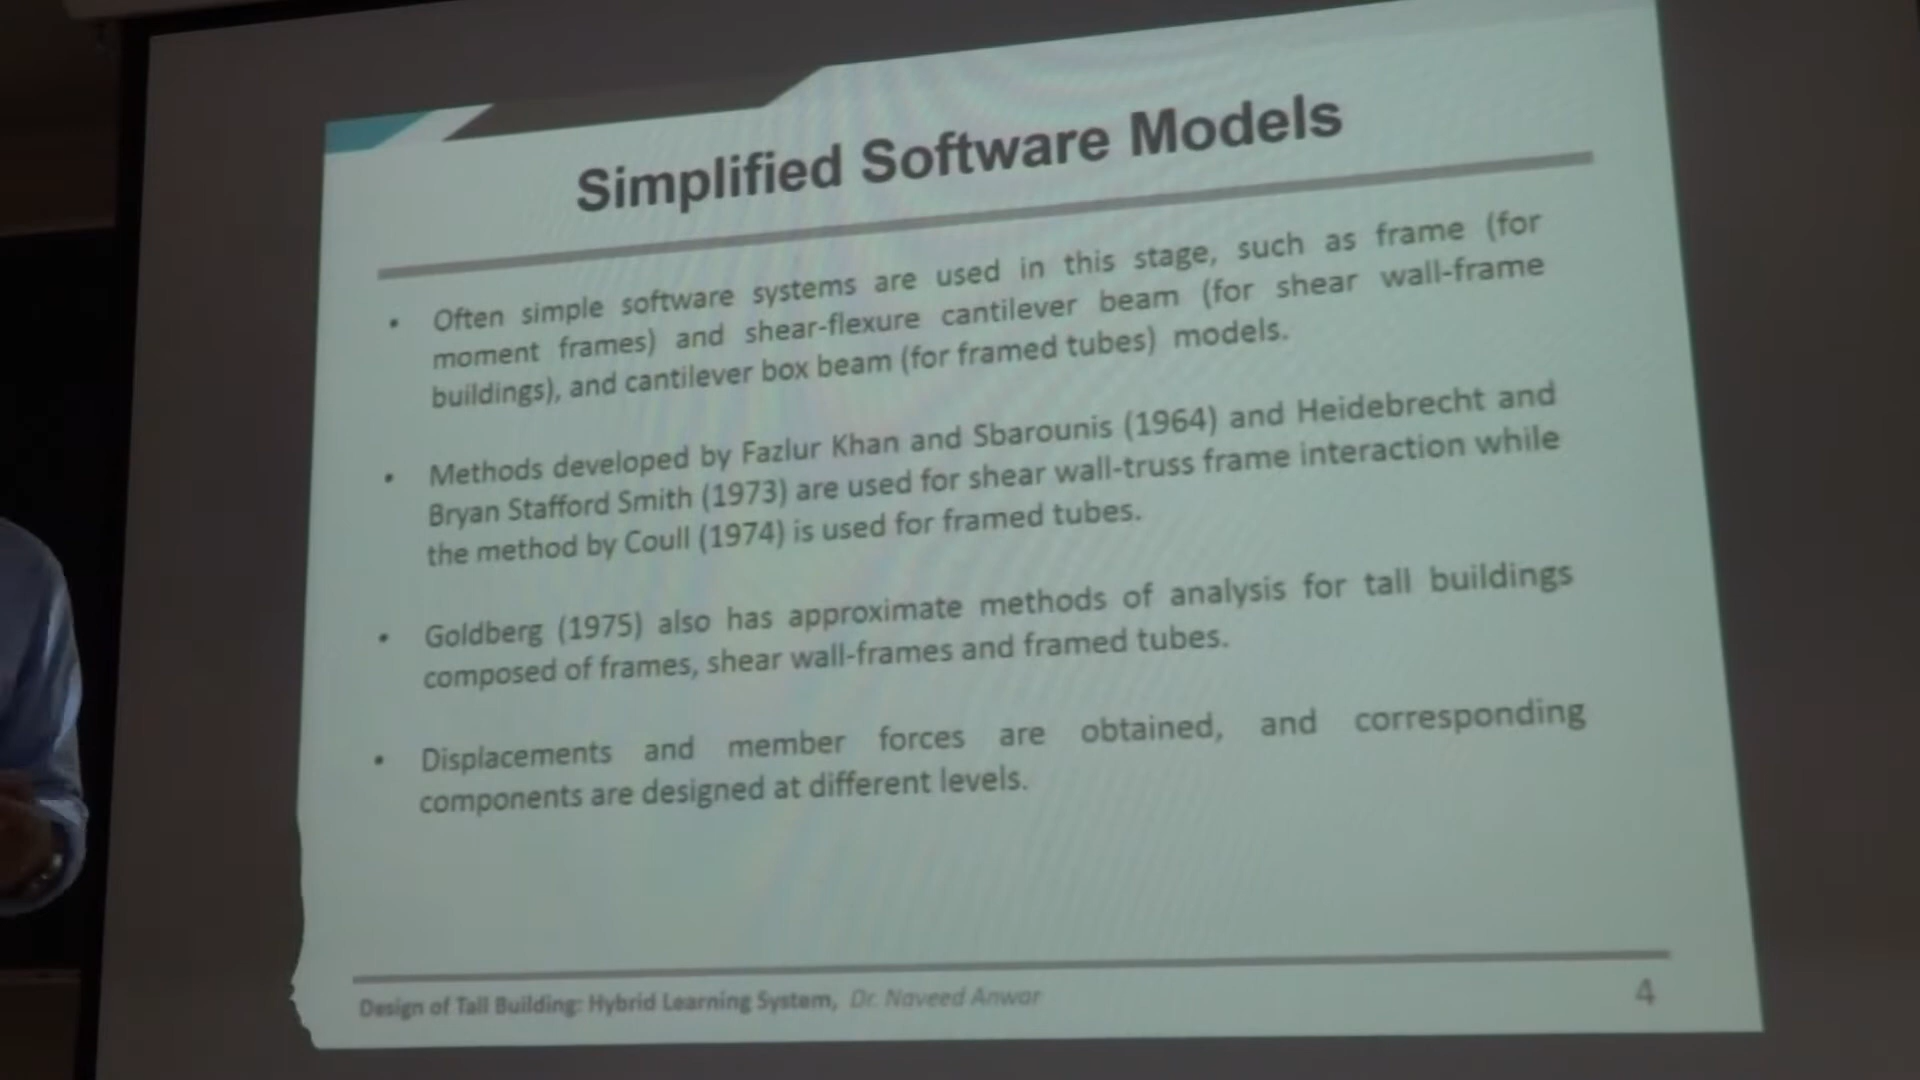 Simplified Software Models
• Often simple software systems are used in this stage, such as frame (for
moment frames) and shear-flexure cantilever beam (for shear wall-frame
buildings), and cantilever box beam (for framed tubes) models.
• Methods developed by Fazlur Khan and Sbarounis (1964) and Heidebrecht and
Bryan Stafford Smith (1973) are used for shear wall-truss frame interaction while
the method by Coull (1974) is used for framed tubes.
• Goldberg (1975) also has approximate methods of analysis for tall buildings
composed of frames, shear wall-frames and framed tubes.
• Displacements and member forces are obtained, and corresponding
components are designed at different levels.
Design of Tall Building: Hybrid Learning System, Dr. Naveed Anwar
4